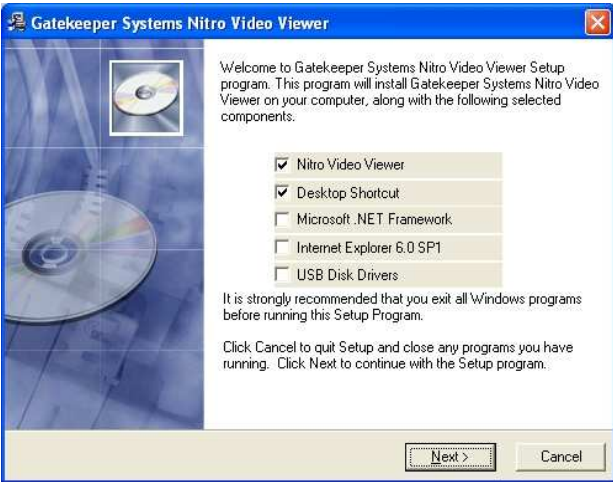 Gatekeeper Systems Nitro Video Viewer
Welcome to Gatekeeper Systems Nitro Video Viewer Setup
program. This program will install Gatekeeper Systems Nitro Video
Viewer on your computer, along with the following selected
components.
Nitro Video Viewer
Desktop Shortcut
Microsoft .NET Framework
Internet Explorer 6.0 SP1
USB Disk Drivers
It is strongly recommended that you exit all Windows programs
before running this Setup Program.
Click Cancel to quit Setup and close any programs you have
running. Click Next to continue with the Setup program.
Next >
Cancel